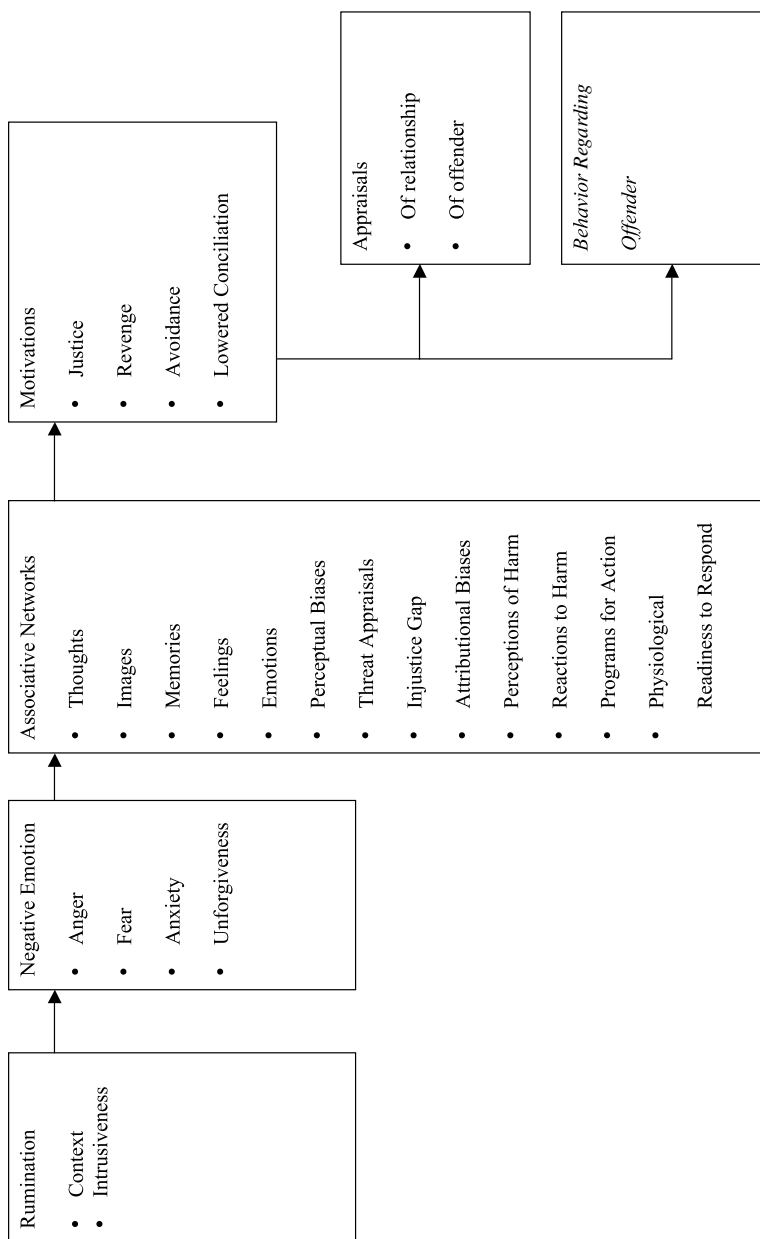 Rumination
• Context
• Intrusiveness
Negative Emotion
• Anger
• Fear
• Anxiety
• Unforgiveness
Associative Networks
• Thoughts
• Images
• Memories
• Feelings
• Emotions
• Perceptual Biases
• Threat Appraisals
• Injustice Gap
• Attributional Biases
• Perceptions of Harm
• Reactions to Harm
• Programs for Action
• Physiological
Readiness to Respond
Motivations
• Justice
• Revenge
• Avoidance
• Lowered Conciliation
Appraisals
• Of relationship
• Of offender
Behavior Regarding
Offender